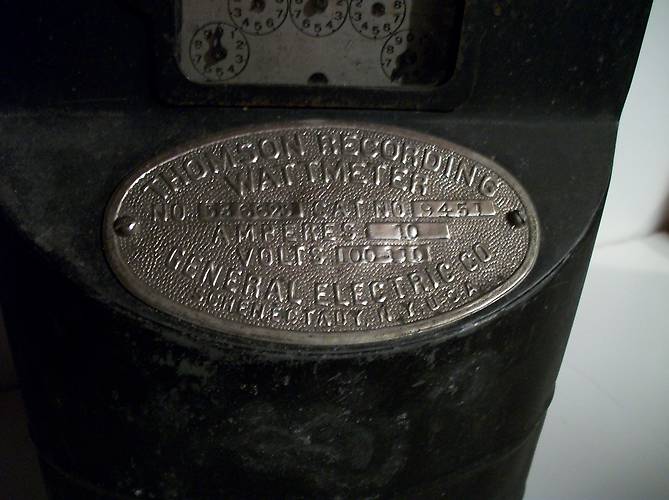 THOMSON RECORDING
WATTMETER
NO. CAT. NO. 9451
AMPERES 10
VOLTS 100-110
GENERAL ELECTRIC CO
SCHENECTADY, N.Y. U.S.A.